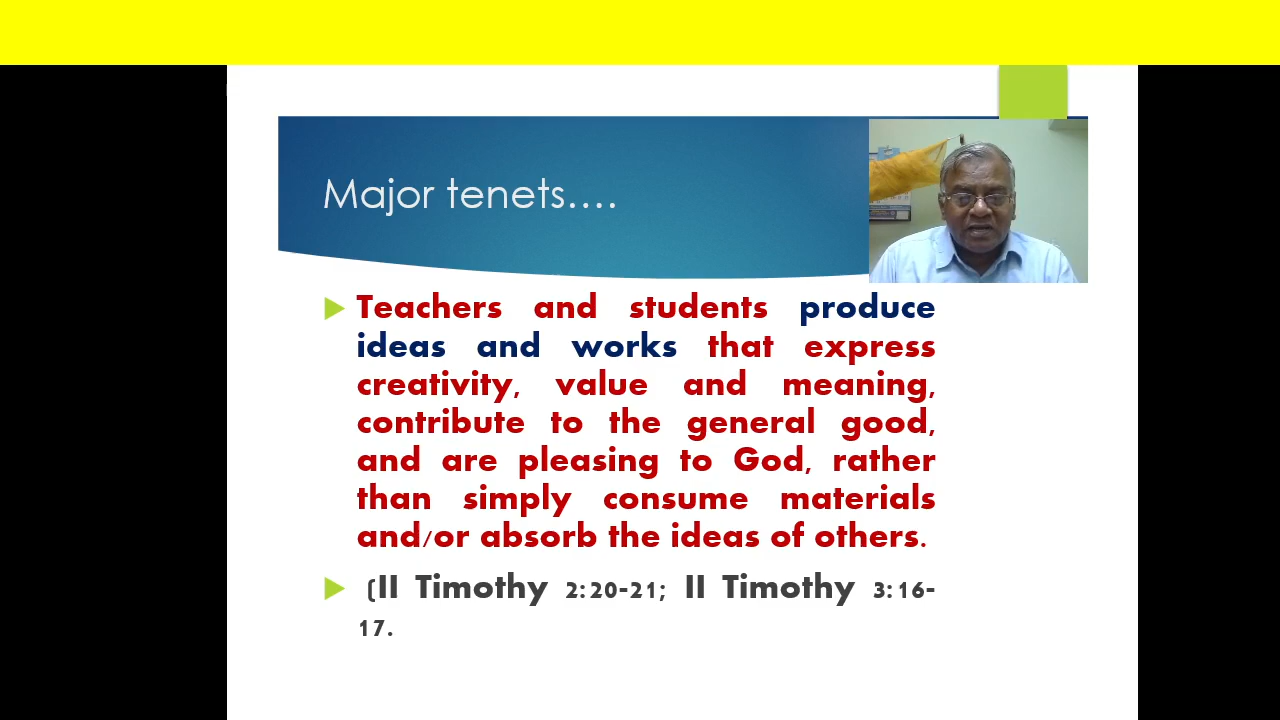 Major tenets....
Teachers and students produce
ideas and works that express
creativity, value and meaning,
contribute to the general good,
and are pleasing to God, rather
than simply consume materials
and/or absorb the ideas of others.
(II Timothy 2:20-21; II Timothy 3:16-
17.